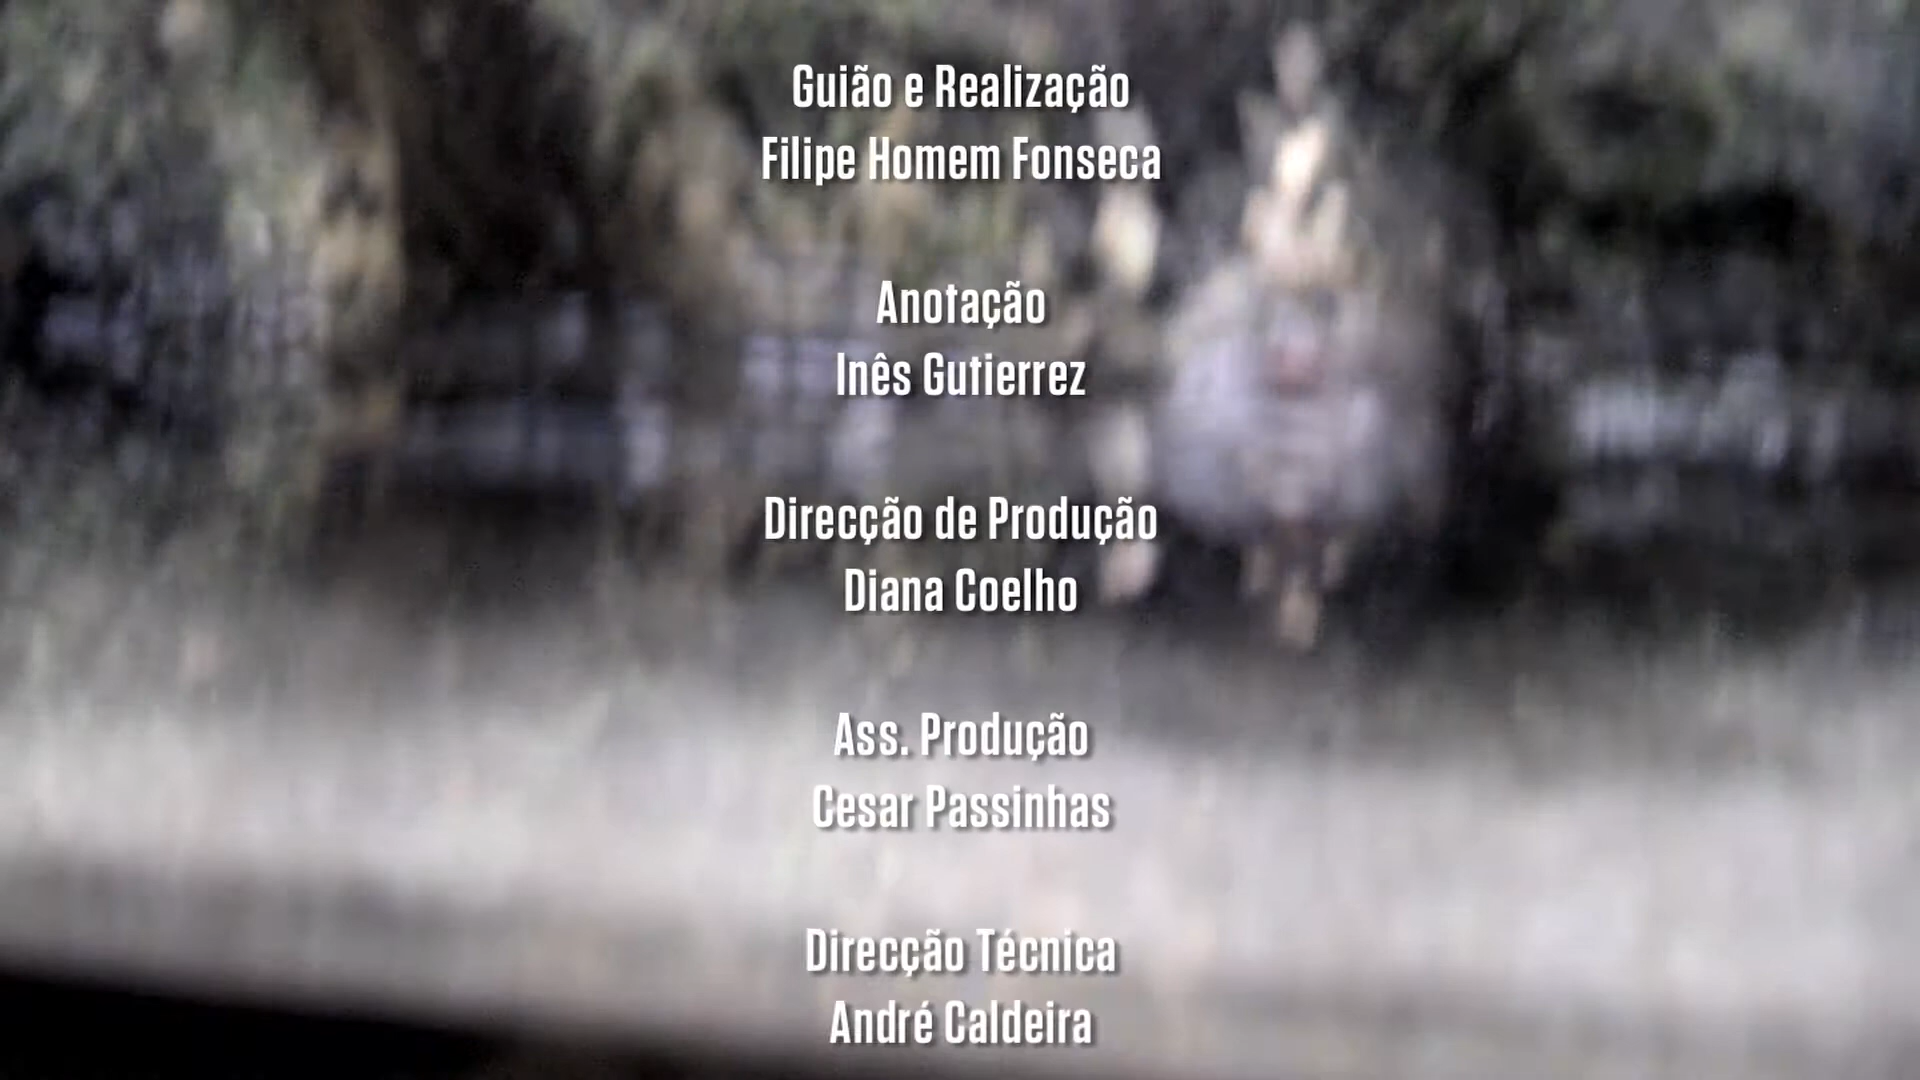 Guião e Realização
Filipe Homem Fonseca
Anotação
Inês Gutierrez
Direcção de Produção
Diana Coelho
Ass. Produção
Cesar Passinhas
Direcção Técnica
André Caldeira